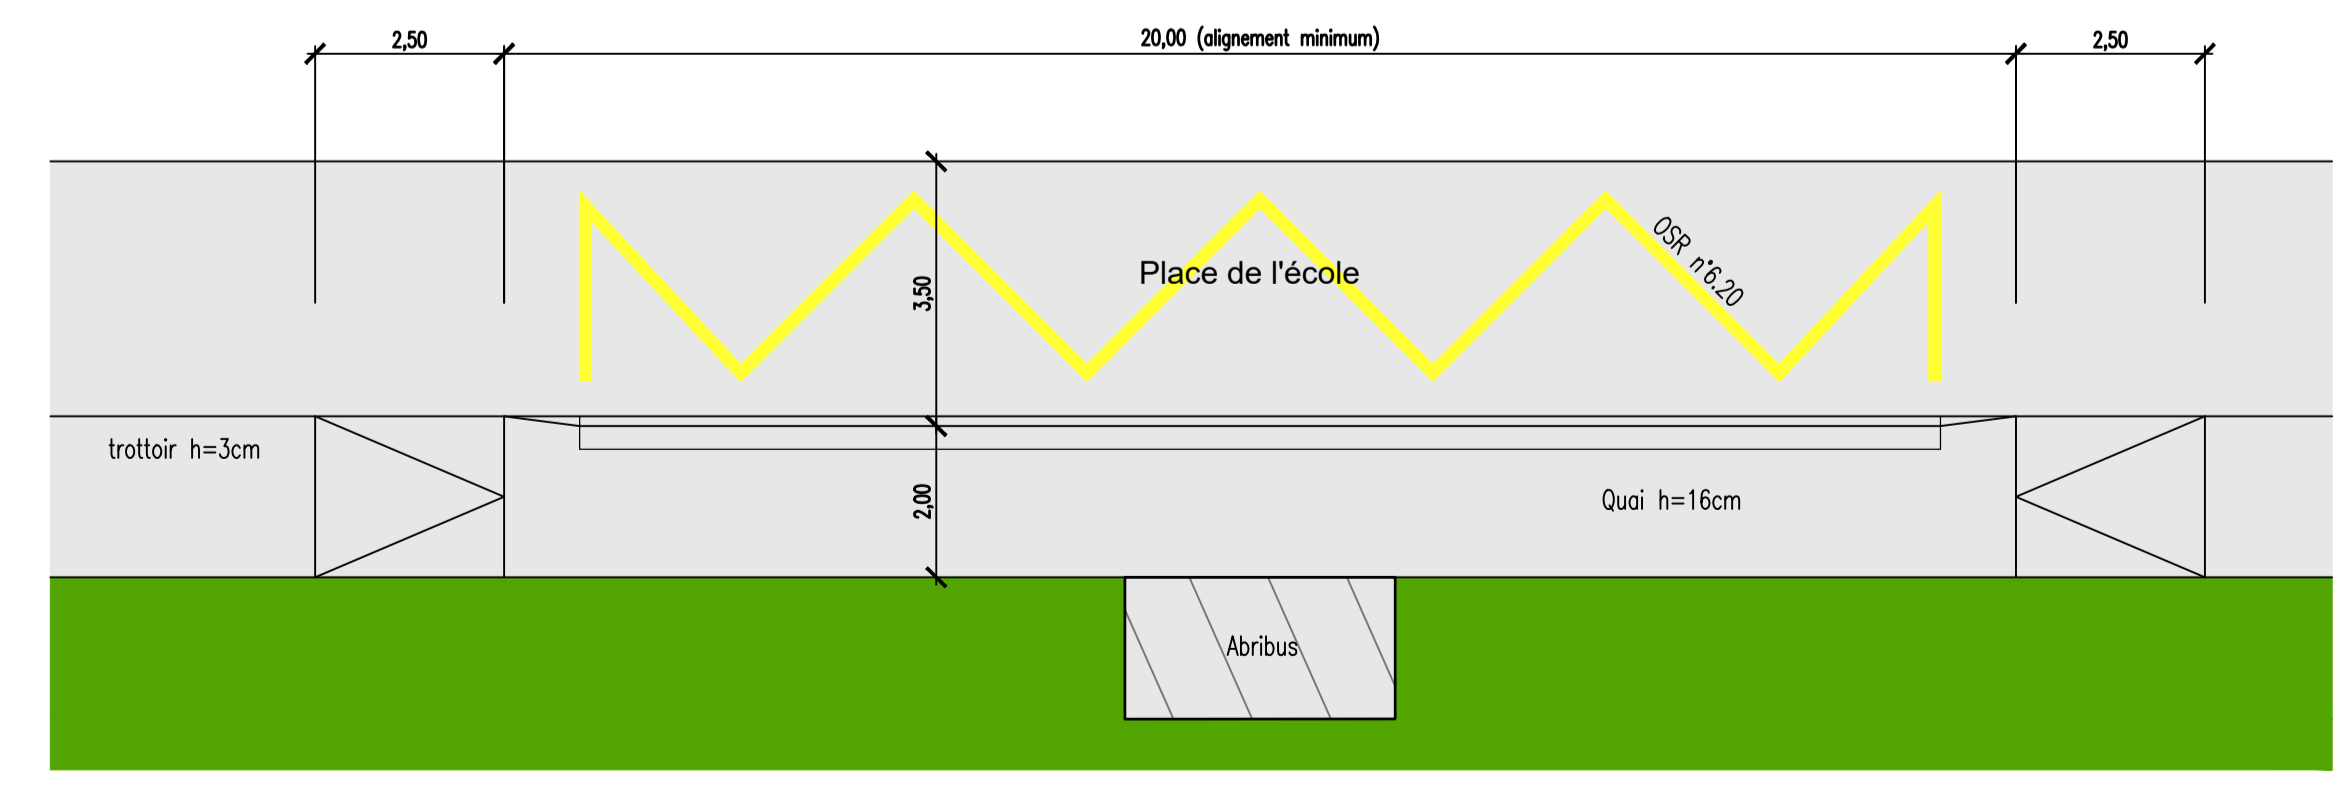 2,50
20,00 (alignement minimum)
2,50
Place de l'école
OSR n°6.20
3,50
trottoir h=3cm
2,00
Quai h=16cm
Abribus